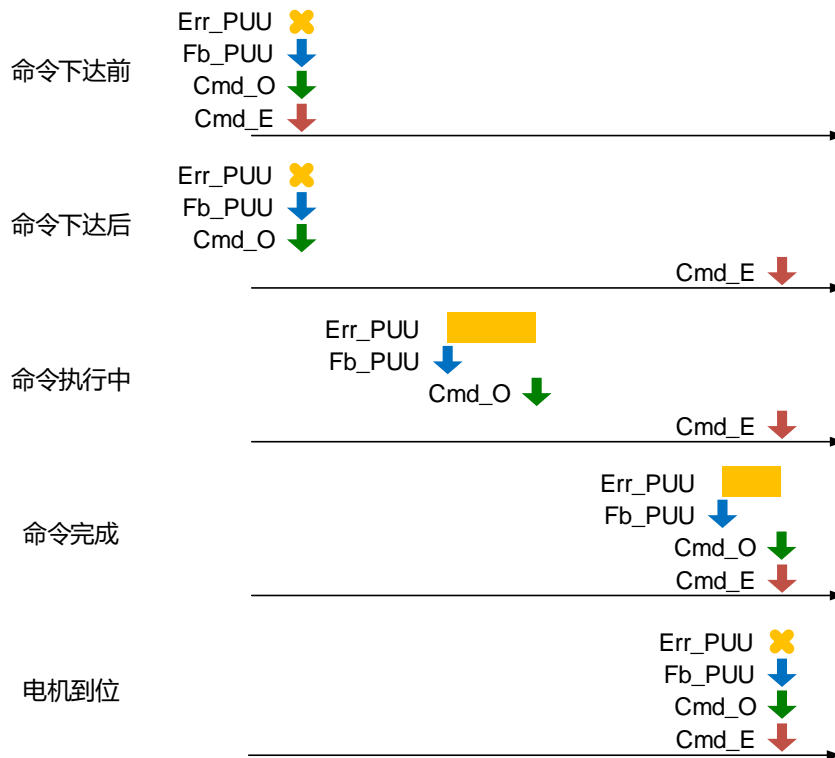 Err_PUU
Fb_PUU
命令下达前
Cmd_O
Cmd_E
Err_PUU
Fb_PUU
命令下达后
Cmd_O
Cmd_E
Err_PUU
Fb_PUU
命令执行中
Cmd_O
Cmd_E
Err_PUU
Fb_PUU
命令完成
Cmd_O
Cmd_E
Err_PUU
Fb_PUU
电机到位
Cmd_O
Cmd_E